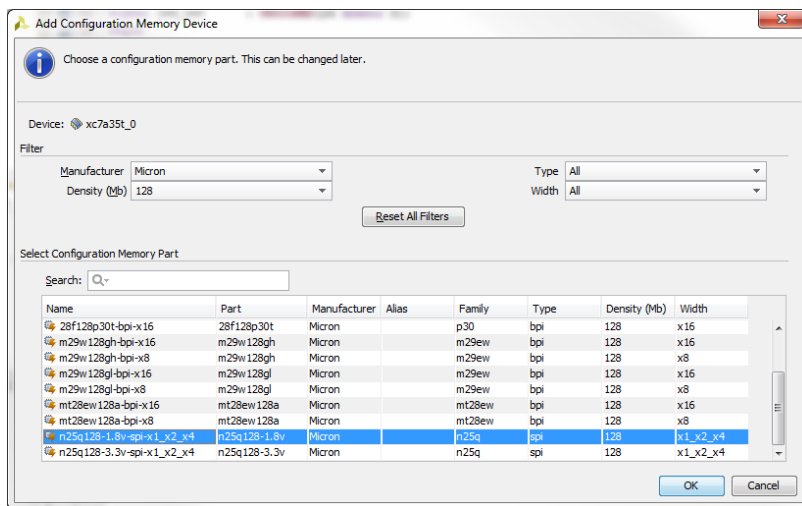 Add Configuration Memory Device
Choose a configuration memory part. This can be changed later.
Device: xc7a35t_0
Filter
Manufacturer Micron Type All
Density (Mb) 128 Width All
Reset All Filters
Select Configuration Memory Part
Search:
Name Part Manufacturer Alias Family Type Density (Mb) Width
28f128p30t-bpi-x16 28f128p30t Micron p30 bpi 128 x16
m29w128gh-bpi-x16 m29w128gh Micron m29ew bpi 128 x16
m29w128gh-bpi-x8 m29w128gh Micron m29ew bpi 128 x8
m29w128gl-bpi-x16 m29w128gl Micron m29ew bpi 128 x16
m29w128gl-bpi-x8 m29w128gl Micron m29ew bpi 128 x8
mt28ew128a-bpi-x16 mt28ew128a Micron mt28ew bpi 128 x16
mt28ew128a-bpi-x8 mt28ew128a Micron mt28ew bpi 128 x8
n25q128-1.8v-spi-x1_x2_x4 n25q128-1.8v Micron n25q spi 128 x1_x2_x4
n25q128-3.3v-spi-x1_x2_x4 n25q128-3.3v Micron n25q spi 128 x1_x2_x4
OK Cancel